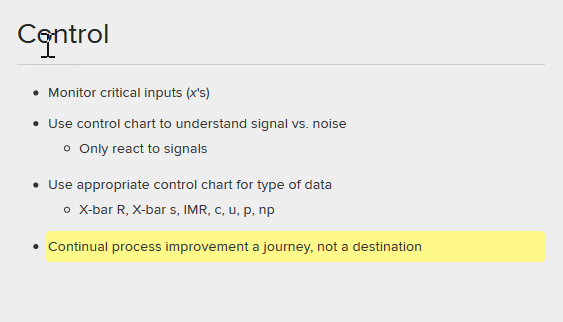 Control
Monitor critical inputs (x's)
Use control chart to understand signal vs. noise
Only react to signals
Use appropriate control chart for type of data
X-bar R, X-bar s, IMR, c, u, p, np
Continual process improvement a journey, not a destination